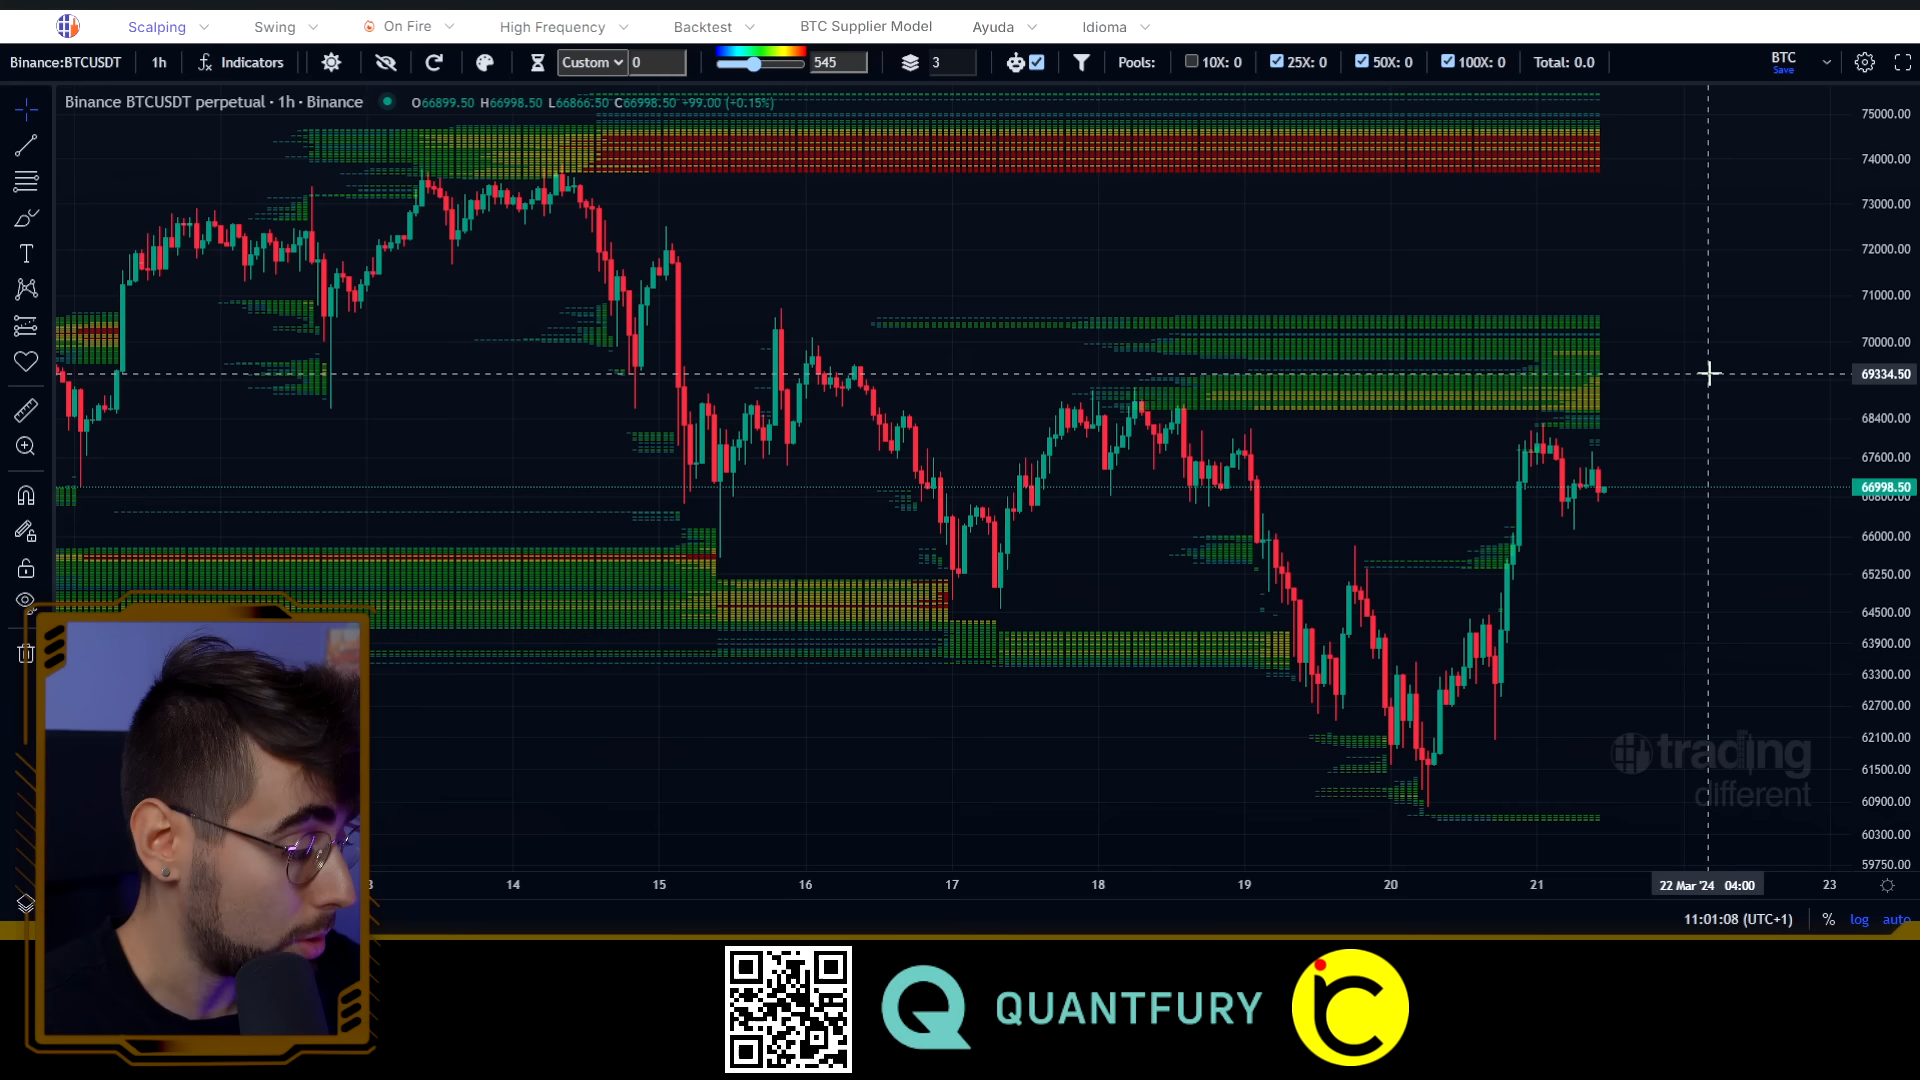 Scalping Swing On Fire High Frequency Backtest BTC Supplier Model Ayuda Idioma
Binance:BTCUSDT 1h Indicators Custom 0 545 3 Pools: 10X: 0 25X: 0 50X: 0 100X: 0 Total: 0.0 BTC
Save
Binance BTCUSDT perpetual · 1h · Binance O66899.50 H66998.50 L66866.50 C66998.50 +99.00 (+0.15%)
75000.00
74000.00
73000.00
72000.00
71000.00
70000.00
69334.50
68400.00
67600.00
66998.50
66800.00
66000.00
65250.00
64500.00
63900.00
63300.00
62700.00
62100.00
61500.00
60900.00
60300.00
59750.00
trading
different
14 15 16 17 18 19 20 21 22 Mar '24 04:00 23
11:01:08 (UTC+1) % log auto
QUANTFURY